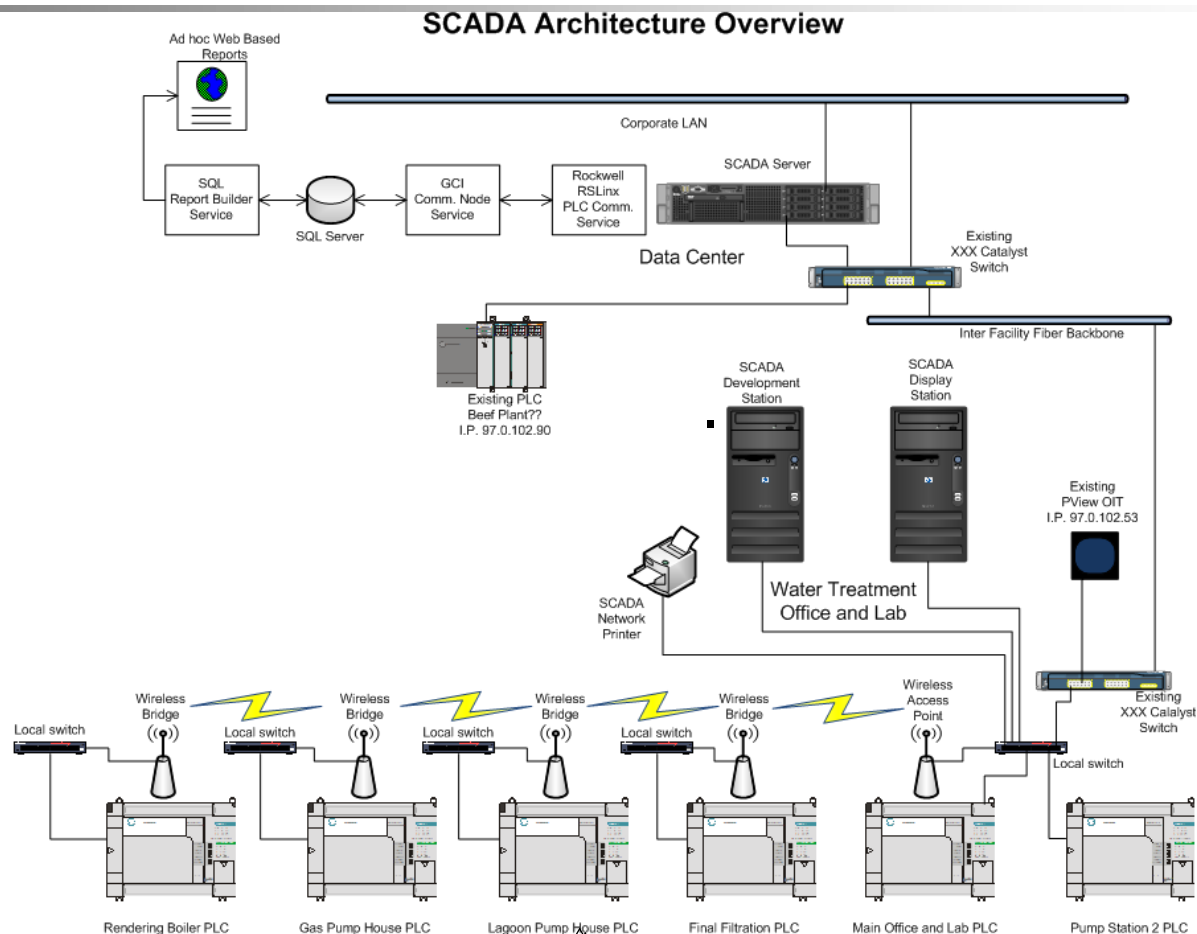 SCADA Architecture Overview
Ad hoc Web Based
Reports
Corporate LAN
SCADA Server
SQL
Report Builder
Service
SQL Server
GCI
Comm. Node
Service
Rockwell
RSLinx
PLC Comm.
Service
Data Center
Existing
XXX Catalyst
Switch
Inter Facility Fiber Backbone
Existing PLC
Beef Plant??
I.P. 97.0.102.90
SCADA
Development
Station
SCADA
Display
Station
Existing
PView OIT
I.P. 97.0.102.53
SCADA
Network
Printer
Water Treatment
Office and Lab
Existing
XXX Catalyst
Switch
Wireless
Bridge
Wireless
Bridge
Wireless
Bridge
Wireless
Bridge
Wireless
Access
Point
Local switch
Local switch
Local switch
Local switch
Local switch
Rendering Boiler PLC
Gas Pump House PLC
Lagoon Pump House PLC
Final Filtration PLC
Main Office and Lab PLC
Pump Station 2 PLC